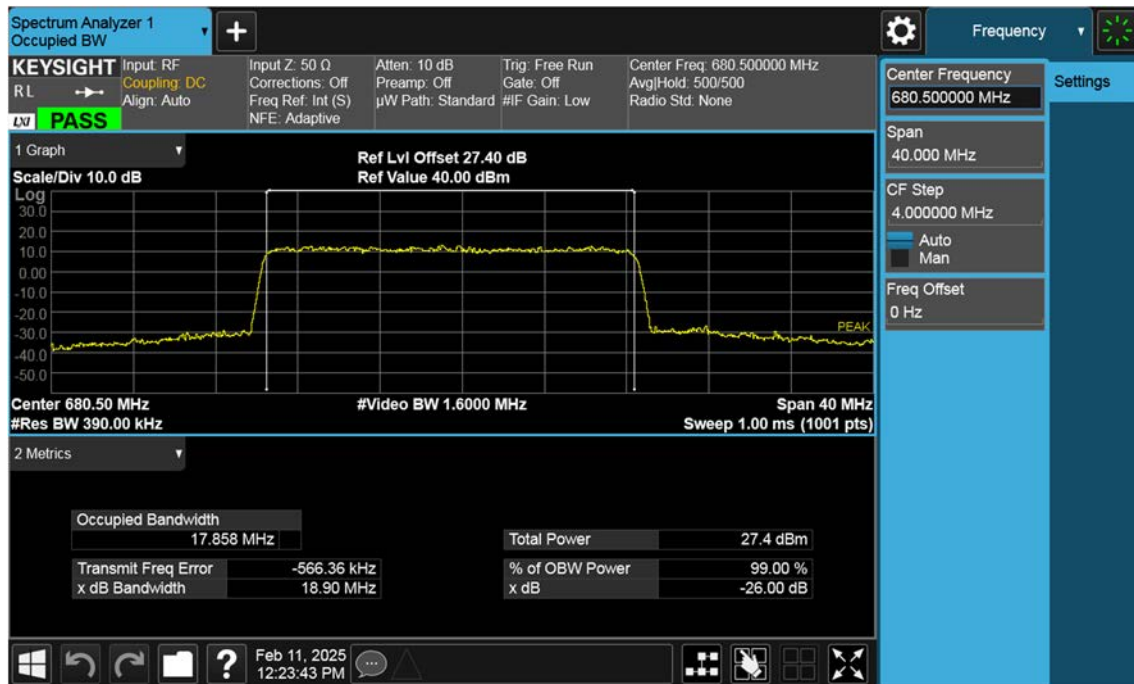 Spectrum Analyzer 1
Occupied BW
+
Frequency
KEYSIGHT
RL
LXI
PASS
Input: RF
Coupling: DC
Align: Auto
Input Z: 50 Ω
Corrections: Off
Freq Ref: Int (S)
NFE: Adaptive
Atten: 10 dB
Preamp: Off
µW Path: Standard
Trig: Free Run
Gate: Off
#IF Gain: Low
Center Freq: 680.500000 MHz
Avg|Hold: 500/500
Radio Std: None
1 Graph
Scale/Div 10.0 dB
Ref Lvl Offset 27.40 dB
Ref Value 40.00 dBm
Log
30.0
20.0
10.0
0.00
-10.0
-20.0
-30.0
-40.0
-50.0
PEAK
Center 680.50 MHz
#Video BW 1.6000 MHz
Span 40 MHz
#Res BW 390.00 kHz
Sweep 1.00 ms (1001 pts)
2 Metrics
Occupied Bandwidth
17.858 MHz
Transmit Freq Error -566.36 kHz
x dB Bandwidth 18.90 MHz
Total Power 27.4 dBm
% of OBW Power 99.00 %
x dB -26.00 dB
?
Feb 11, 2025
12:23:43 PM
Center Frequency
680.500000 MHz
Span
40.000 MHz
CF Step
4.000000 MHz
Auto
Man
Freq Offset
0 Hz
Settings